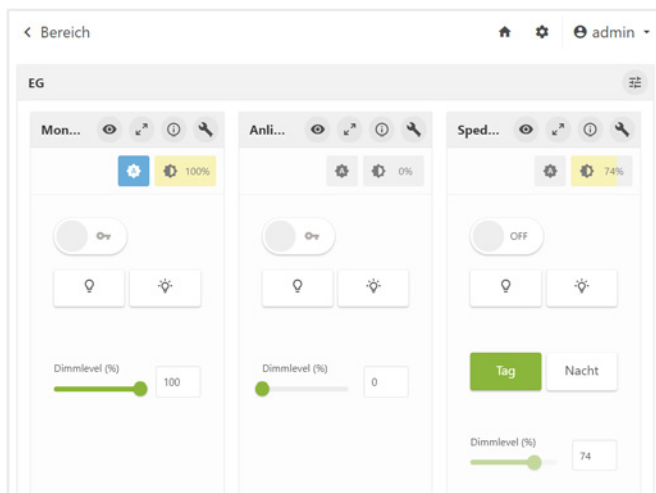 Bereich admin
EG
Mon... Anli... Sped...
100% 0% 74%
OFF
Dimmlevel (%) Dimmlevel (%) Tag Nacht
100 0
Dimmlevel (%)
74